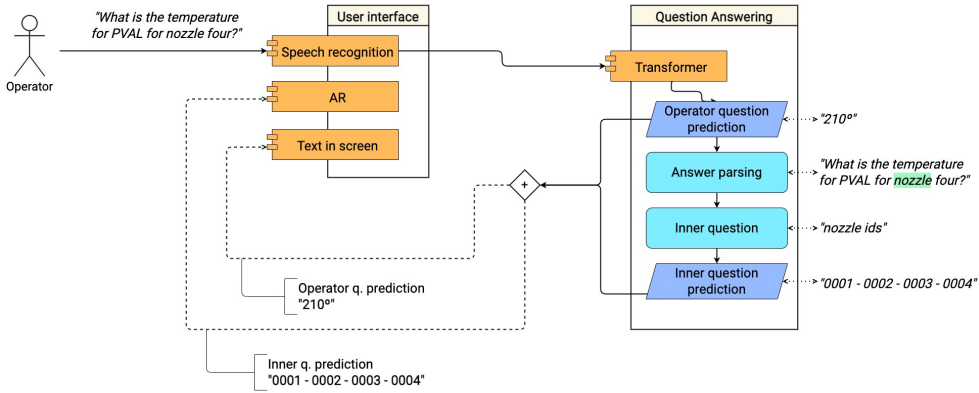 "What is the temperature
for PVAL for nozzle four?"
Operator
User interface
Speech recognition
AR
Text in screen
Question Answering
Transformer
Operator question
prediction
"210º"
Answer parsing
"What is the temperature
for PVAL for nozzle four?"
Inner question
"nozzle ids"
Inner question
prediction
"0001 - 0002 - 0003 - 0004"
+
Operator q. prediction
"210º"
Inner q. prediction
"0001 - 0002 - 0003 - 0004"